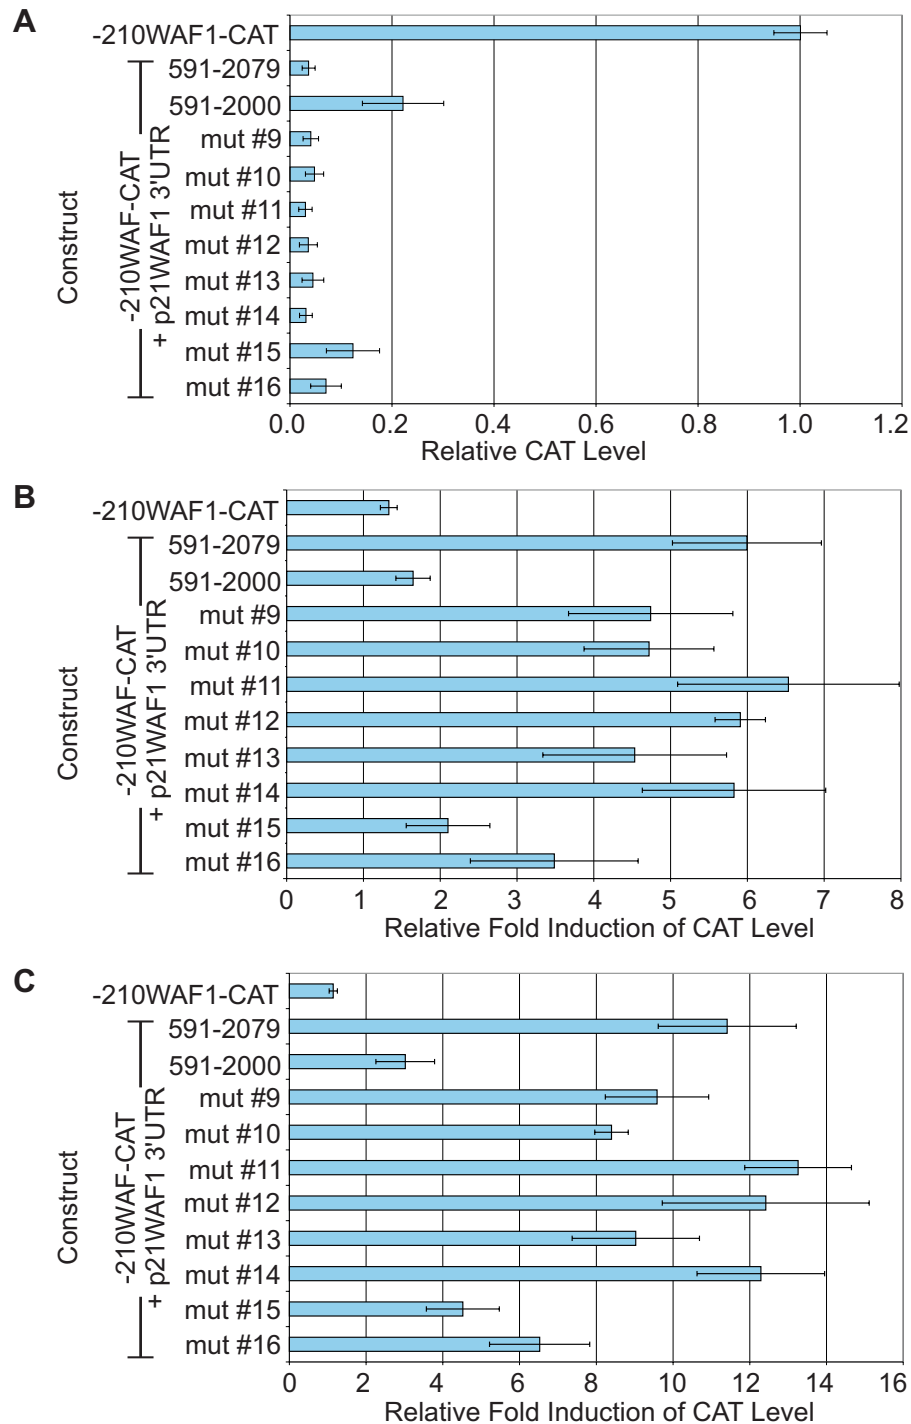 A
-210WAF1-CAT
591-2079
591-2000
mut #9
mut #10
mut #11
mut #12
mut #13
mut #14
mut #15
mut #16
Construct
-210WAF-CAT
+ p21WAF1 3'UTR
0.0 0.2 0.4 0.6 0.8 1.0 1.2
Relative CAT Level
B
-210WAF1-CAT
591-2079
591-2000
mut #9
mut #10
mut #11
mut #12
mut #13
mut #14
mut #15
mut #16
Construct
-210WAF-CAT
+ p21WAF1 3'UTR
0 1 2 3 4 5 6 7 8
Relative Fold Induction of CAT Level
C
-210WAF1-CAT
591-2079
591-2000
mut #9
mut #10
mut #11
mut #12
mut #13
mut #14
mut #15
mut #16
Construct
-210WAF-CAT
+ p21WAF1 3'UTR
0 2 4 6 8 10 12 14 16
Relative Fold Induction of CAT Level